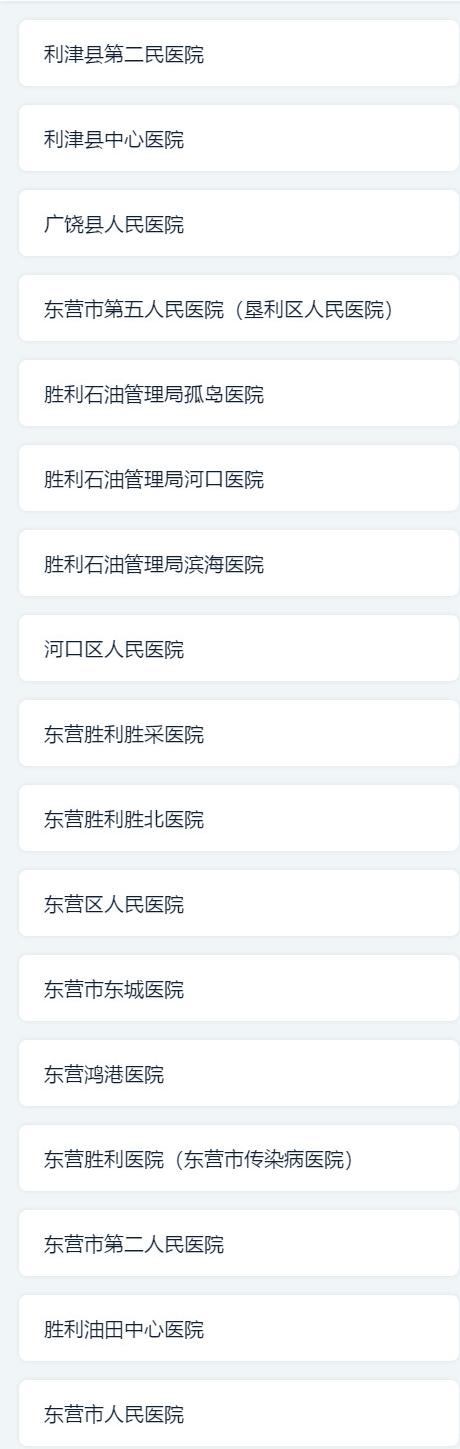 利津县第二民医院
利津县中心医院
广饶县人民医院
东营市第五人民医院（垦利区人民医院）
胜利石油管理局孤岛医院
胜利石油管理局河口医院
胜利石油管理局滨海医院
河口区人民医院
东营胜利胜采医院
东营胜利胜北医院
东营区人民医院
东营市东城医院
东营鸿港医院
东营胜利医院（东营市传染病医院）
东营市第二人民医院
胜利油田中心医院
东营市人民医院